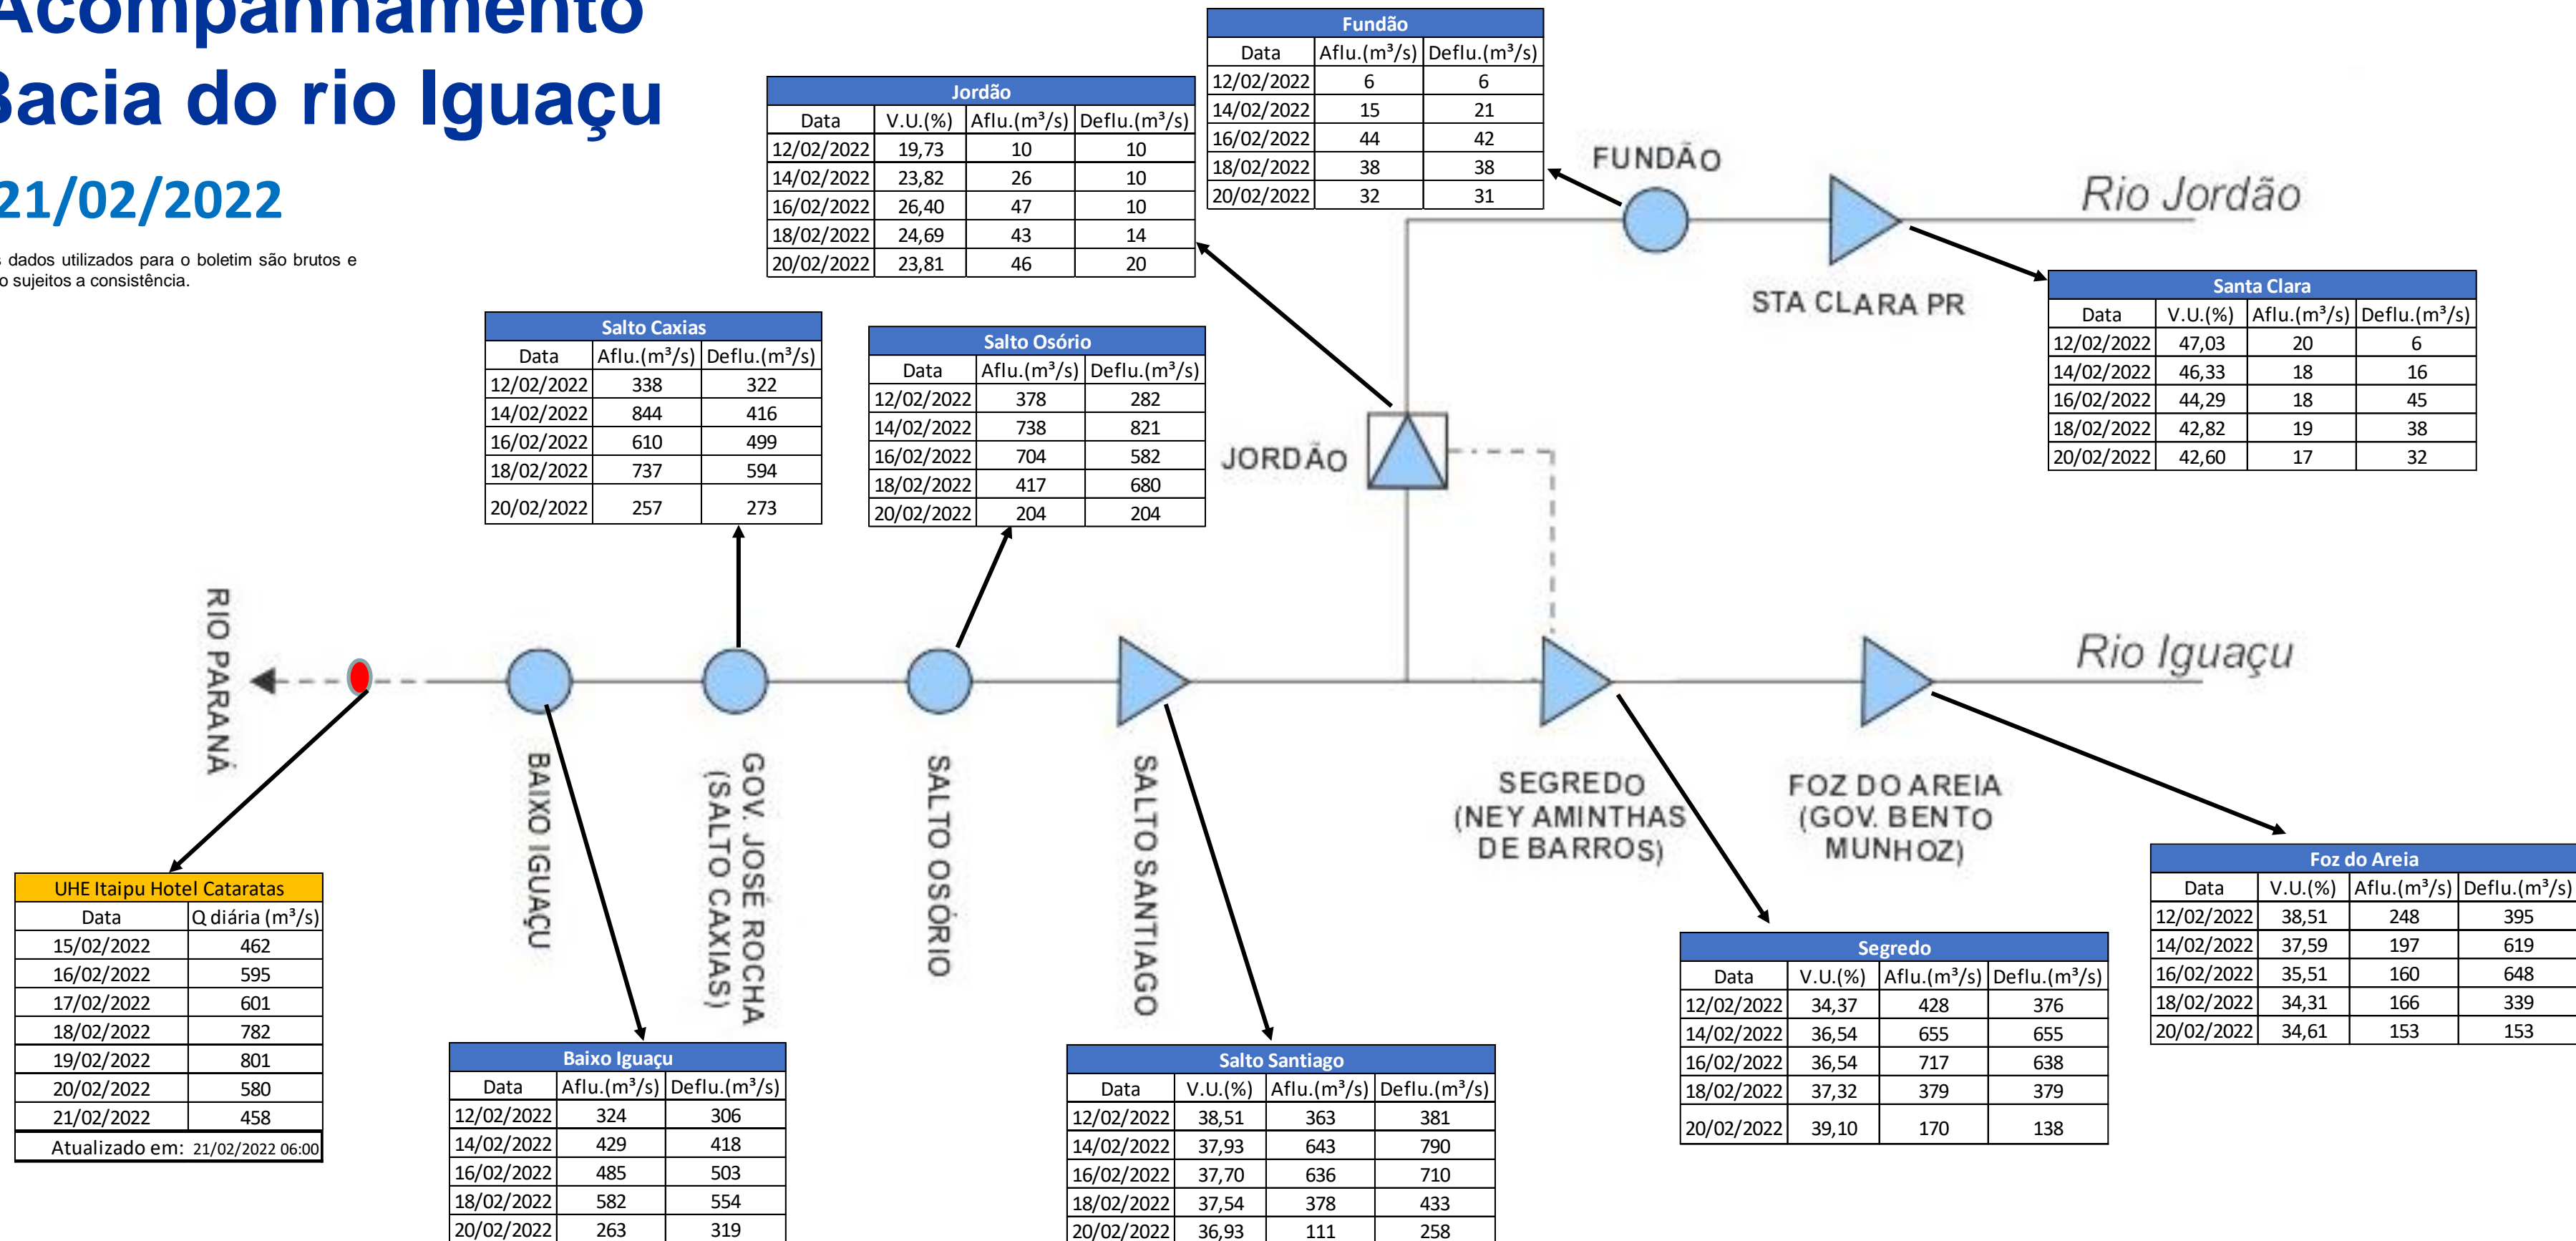 Acompanhamento
Bacia do rio Iguaçu
21/02/2022
dados utilizados para o boletim são brutos e
sujeitos a consistência.
Fundão
Data Aflu.(m³/s) Deflu.(m³/s)
12/02/2022 6 6
14/02/2022 15 21
16/02/2022 44 42
18/02/2022 38 38
20/02/2022 32 31
Jordão
Data V.U.(%) Aflu.(m³/s) Deflu.(m³/s)
12/02/2022 19,73 10 10
14/02/2022 23,82 26 10
16/02/2022 26,40 47 10
18/02/2022 24,69 43 14
20/02/2022 23,81 46 20
FUNDÃO
Rio Jordão
STA CLARA PR
Santa Clara
Data V.U.(%) Aflu.(m³/s) Deflu.(m³/s)
12/02/2022 47,03 20 6
14/02/2022 46,33 18 16
16/02/2022 44,29 18 45
18/02/2022 42,82 19 38
20/02/2022 42,60 17 32
Salto Caxias
Data Aflu.(m³/s) Deflu.(m³/s)
12/02/2022 338 322
14/02/2022 844 416
16/02/2022 610 499
18/02/2022 737 594
20/02/2022 257 273
Salto Osório
Data Aflu.(m³/s) Deflu.(m³/s)
12/02/2022 378 282
14/02/2022 738 821
16/02/2022 704 582
18/02/2022 417 680
20/02/2022 204 204
JORDÃO
RIO PARANÁ
Rio Iguaçu
BAIXO IGUAÇU
GOV. JOSÉ ROCHA
(SALTO CAXIAS)
SALTO OSÓRIO
SALTO SANTIAGO
SEGREDO
(NEY AMINTHAS
DE BARROS)
FOZ DO AREIA
(GOV. BENTO
MUNHOZ)
UHE Itaipu Hotel Cataratas
Data Q diária (m³/s)
15/02/2022 462
16/02/2022 595
17/02/2022 601
18/02/2022 782
19/02/2022 801
20/02/2022 580
21/02/2022 458
Atualizado em: 21/02/2022 06:00
Baixo Iguaçu
Data Aflu.(m³/s) Deflu.(m³/s)
12/02/2022 324 306
14/02/2022 429 418
16/02/2022 485 503
18/02/2022 582 554
20/02/2022 263 319
Salto Santiago
Data V.U.(%) Aflu.(m³/s) Deflu.(m³/s)
12/02/2022 38,51 363 381
14/02/2022 37,93 643 790
16/02/2022 37,70 636 710
18/02/2022 37,54 378 433
20/02/2022 36,93 111 258
Segredo
Data V.U.(%) Aflu.(m³/s) Deflu.(m³/s)
12/02/2022 34,37 428 376
14/02/2022 36,54 655 655
16/02/2022 36,54 717 638
18/02/2022 37,32 379 379
20/02/2022 39,10 170 138
Foz do Areia
Data V.U.(%) Aflu.(m³/s) Deflu.(m³/s)
12/02/2022 38,51 248 395
14/02/2022 37,59 197 619
16/02/2022 35,51 160 648
18/02/2022 34,31 166 339
20/02/2022 34,61 153 153